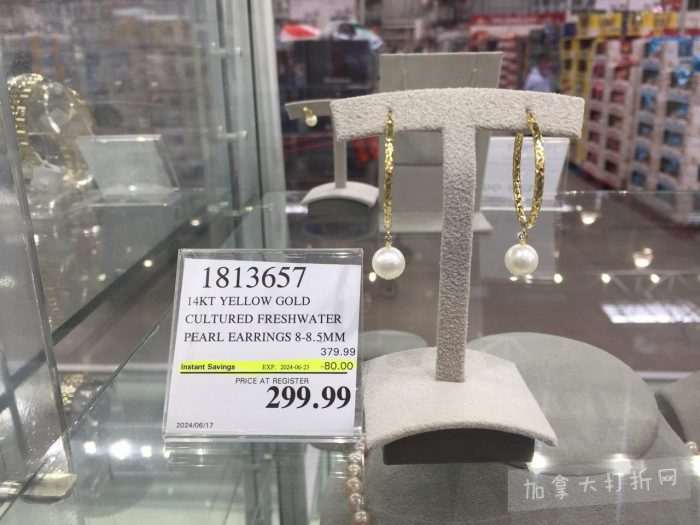 1813657
14KT YELLOW GOLD
CULTURED FRESHWATER
PEARL EARRINGS 8-8.5MM
379.99
Instant Savings EXP. 2024-06-23 -80.00
PRICE AT REGISTER
299.99
2024/06/17
加拿大打折网